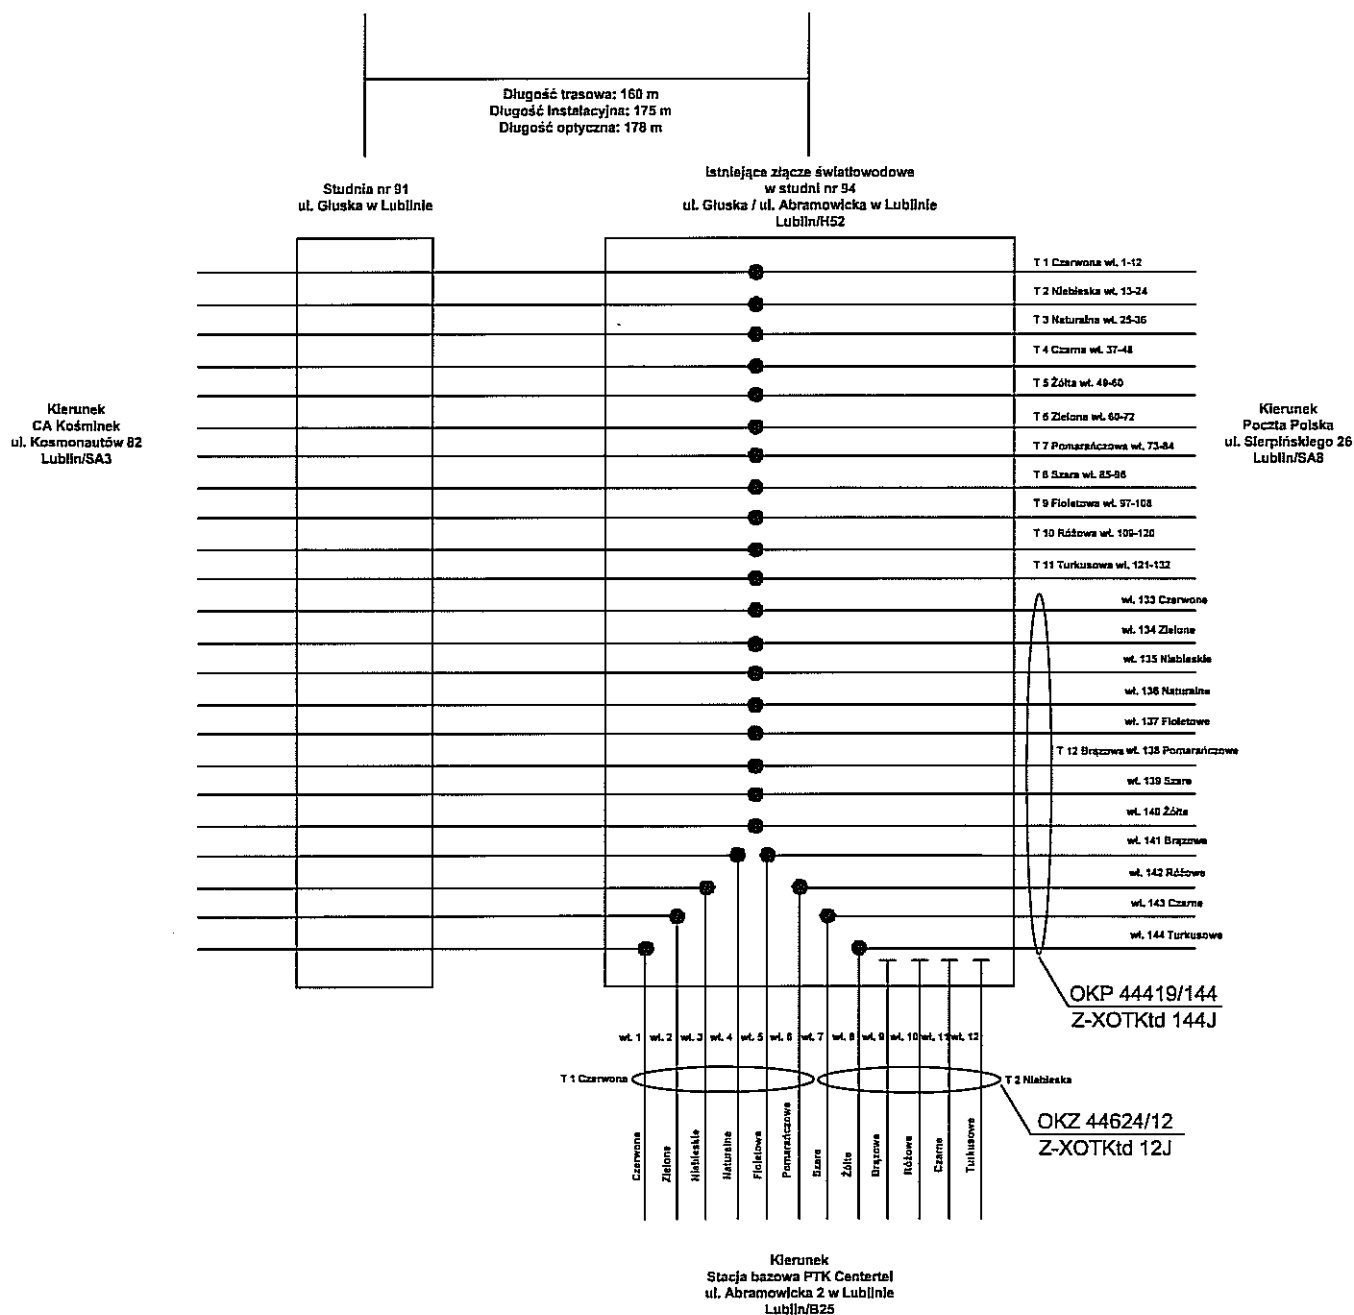 Długość trasowa: 160 m
Długość Instalacyjna: 175 m
Długość optyczna: 178 m
Studnia nr 91
ul. Głuska w Lublinie
Istniejące złącze światłowodowe
w studni nr 94
ul. Głuska / ul. Abramowicka w Lublinie
Lublin/H52
T 1 Czerwona wł. 1-12
T 2 Niebieska wł. 13-24
T 3 Naturalna wł. 25-36
T 4 Czarna wł. 37-48
T 5 Żółta wł. 49-60
T 6 Zielona wł. 60-72
T 7 Pomarańczowa wł. 73-84
T 8 Szara wł. 85-96
T 9 Fioletowa wł. 97-108
T 10 Różowa wł. 109-120
T 11 Turkusowa wł. 121-132
Kierunek
CA Kośminek
ul. Kosmonautów 82
Lublin/SA3
Kierunek
Poczta Polska
ul. Sierpińskiego 26
Lublin/SA8
wł. 133 Czerwone
wł. 134 Zielone
wł. 135 Niebieskie
wł. 136 Naturalne
wł. 137 Fioletowe
T 12 Brązowa wł. 138 Pomarańczowe
wł. 139 Szare
wł. 140 Żółte
wł. 141 Brązowe
wł. 142 Różowe
wł. 143 Czarne
wł. 144 Turkusowe
OKP 44419/144
Z-XOTKtd 144J
wł. 1 wł. 2 wł. 3 wł. 4 wł. 5 wł. 6 wł. 7 wł. 8 wł. 9 wł. 10 wł. 11 wł. 12
T 1 Czerwona
T 2 Niebieska
OKZ 44624/12
Z-XOTKtd 12J
Czerwone
Zielone
Niebieskie
Naturalne
Fioletowe
Pomarańczowe
Szare
Żółte
Brązowe
Różowe
Czarne
Turkusowe
Kierunek
Stacja bazowa PTK Centertel
ul. Abramowicka 2 w Lublinie
Lublin/B25